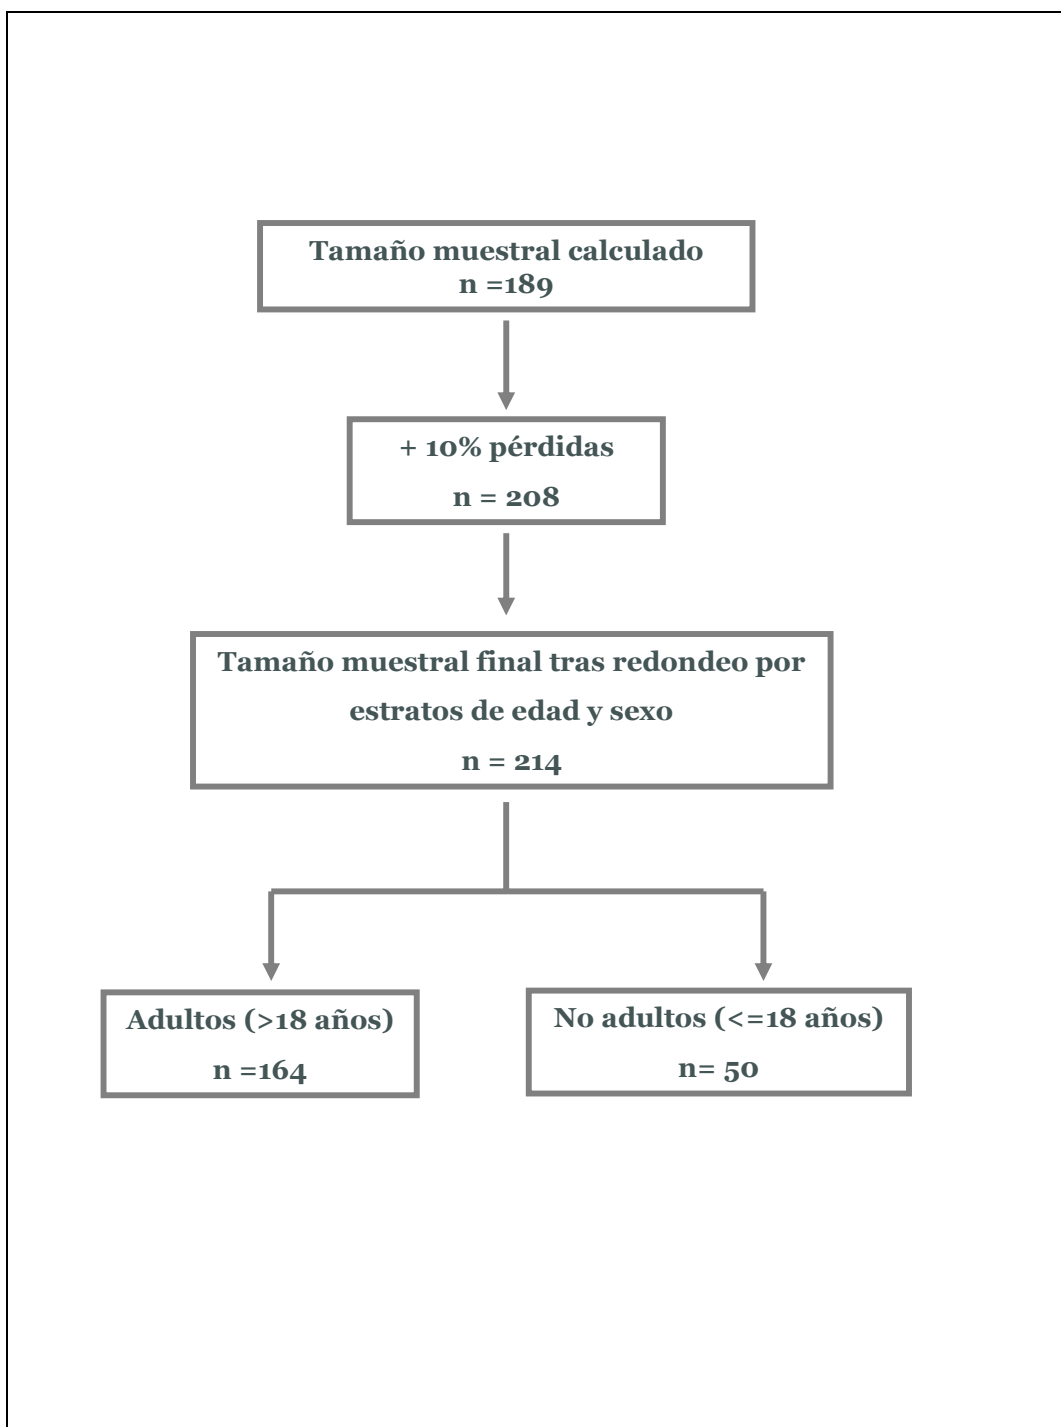 Tamaño muestral calculado
n =189
+ 10% pérdidas
n = 208
Tamaño muestral final tras redondeo por
estratos de edad y sexo
n = 214
Adultos (>18 años)
n =164
No adultos (<=18 años)
n= 50